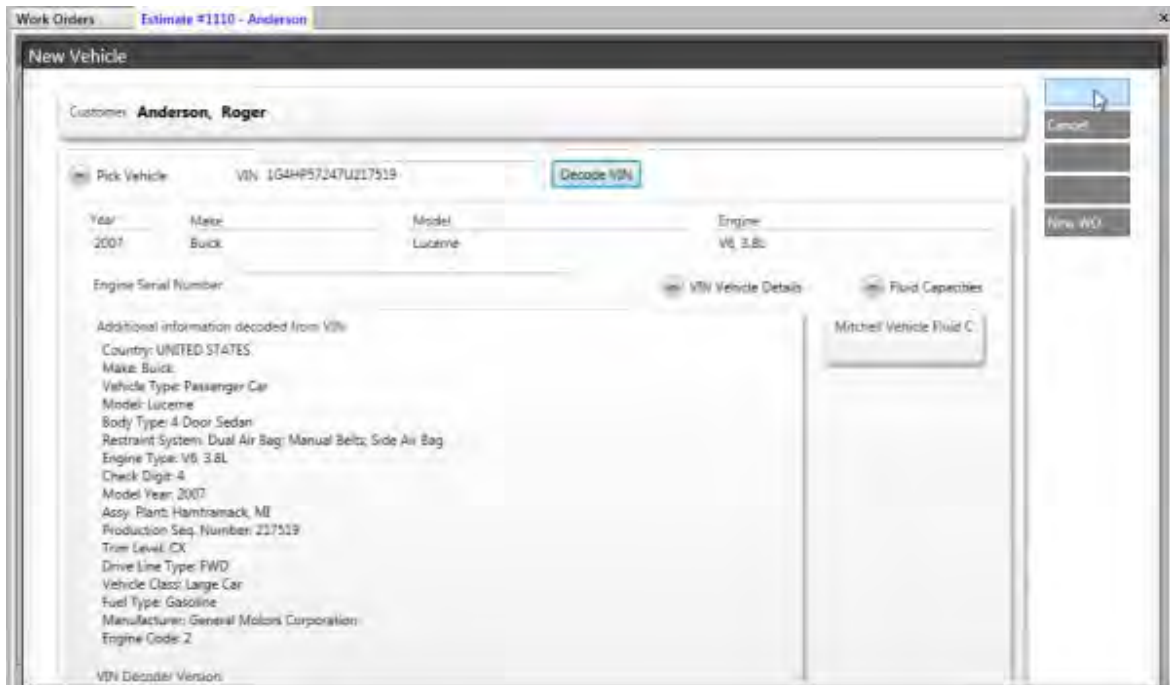 Work Orders Estimate #1110 - Anderson x
New Vehicle
Customer Anderson, Roger
Cancel
Pick Vehicle VIN 1G4HP57247U217519 Decode VIN
Year Make Model Engine
New WO
2007 Buick Lucerne V6, 3.8L
Engine Serial Number VIN Vehicle Details Fluid Capacities
Additional information decoded from VIN Mitchell Vehicle Fluid C
Country: UNITED STATES
Make: Buick
Vehicle Type: Passenger Car
Model: Lucerne
Body Type: 4 Door Sedan
Restraint System: Dual Air Bag; Manual Belts; Side Air Bag
Engine Type: V6, 3.8L
Check Digit: 4
Model Year: 2007
Assy. Plant: Hamtramack, MI
Production Seq. Number: 217519
Trim Level: CX
Drive Line Type: FWD
Vehicle Class: Large Car
Fuel Type: Gasoline
Manufacturer: General Motors Corporation
Engine Code: 2
VIN Decoder Version